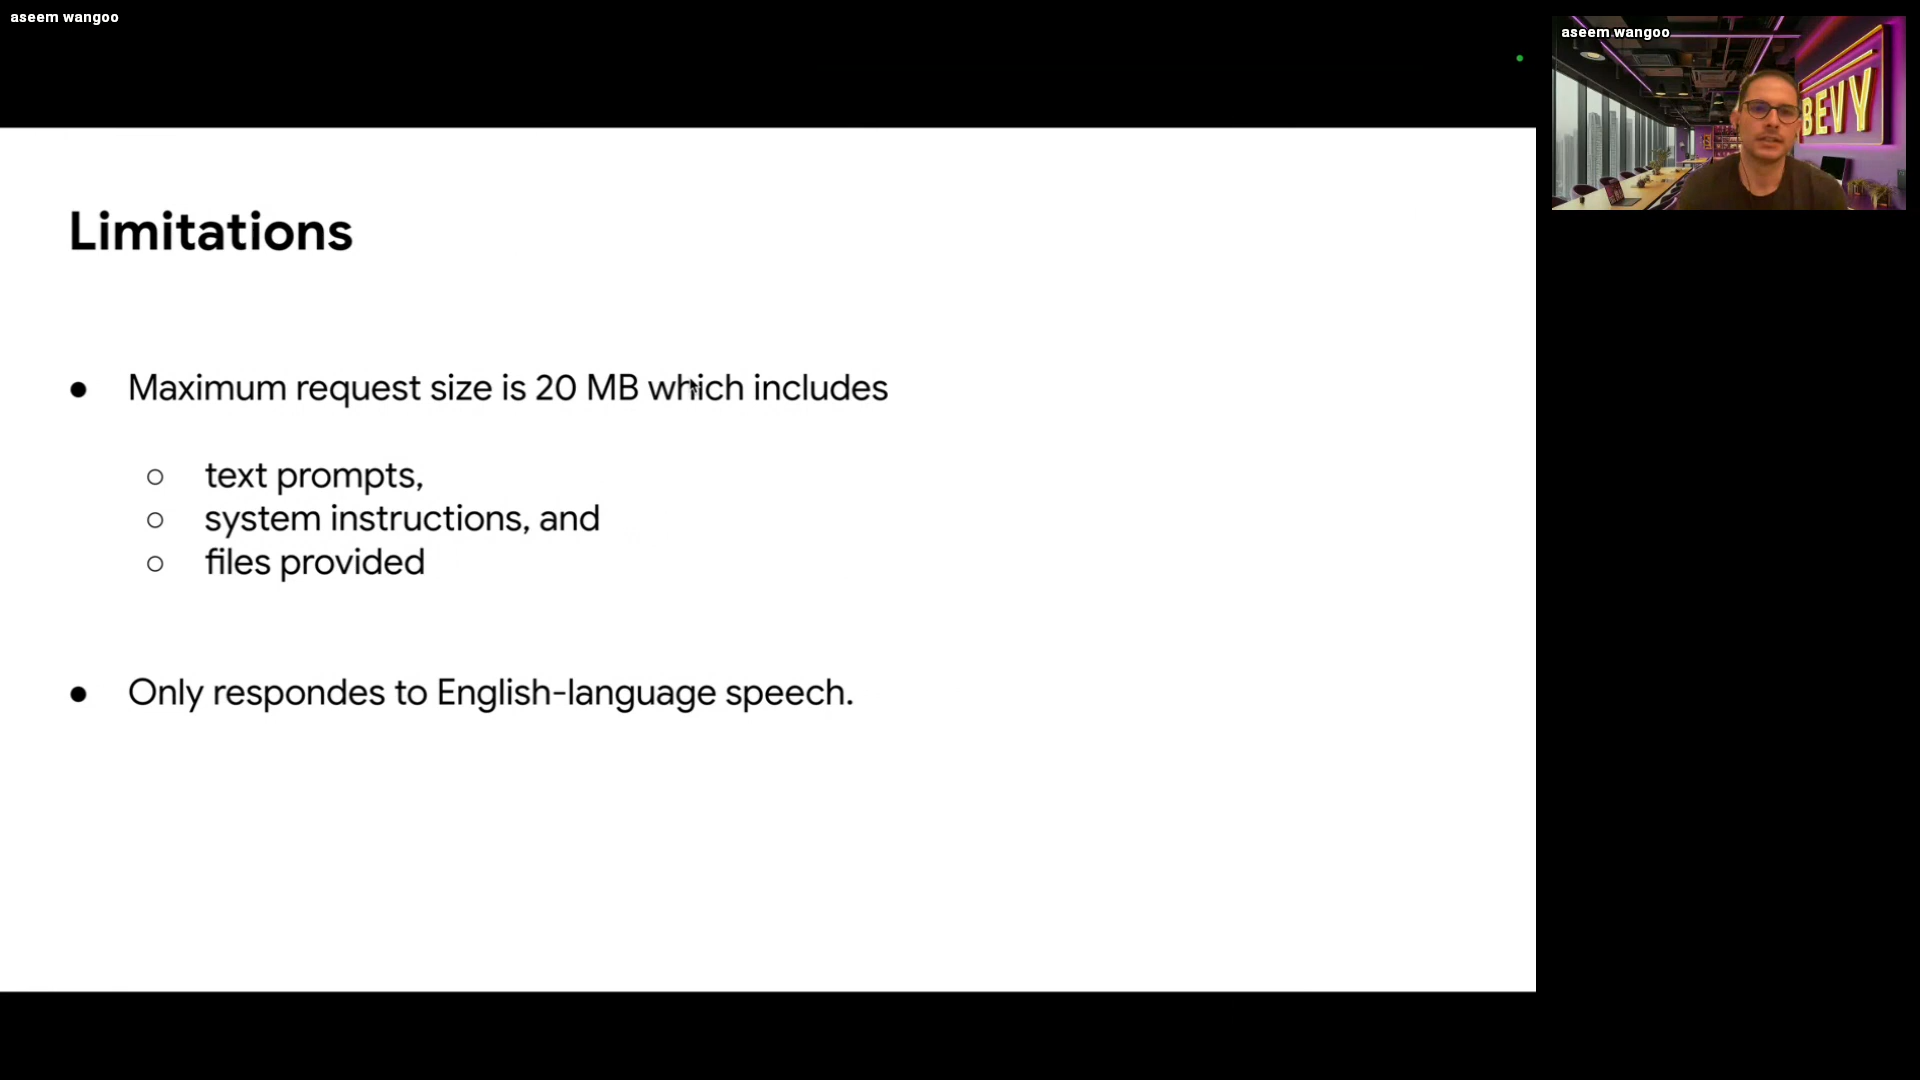 aseem wangoo
aseem wangoo
BEVY
Limitations
● Maximum request size is 20 MB which includes
○ text prompts,
○ system instructions, and
○ files provided
● Only respondes to English-language speech.